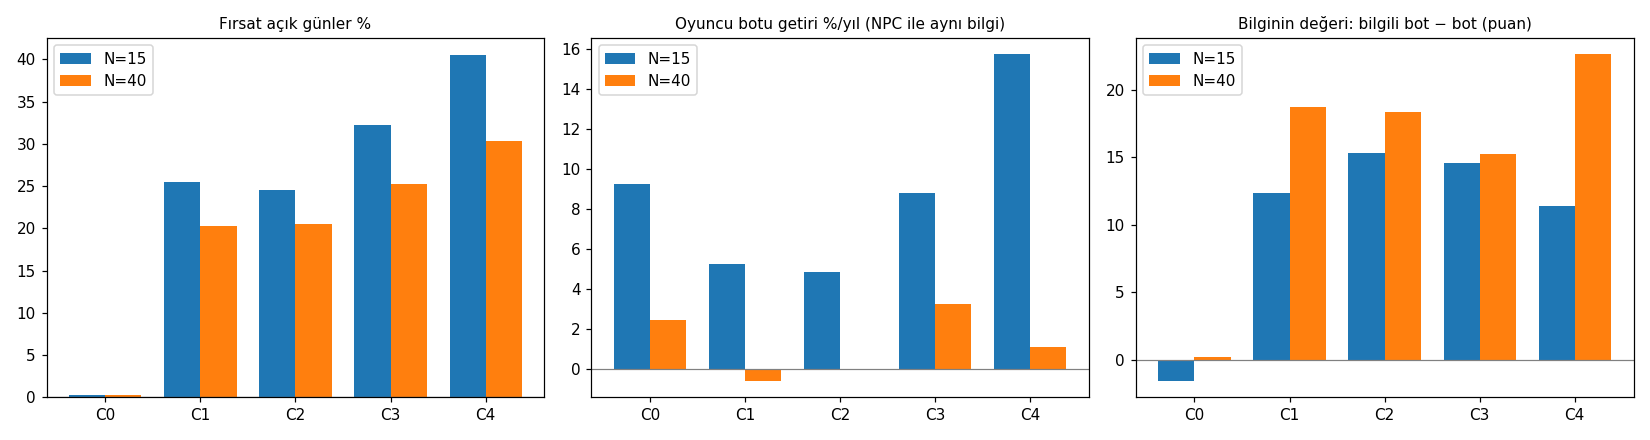 Fırsat açık günler %
N=15
N=40
40
35
30
25
20
15
10
5
0
C0 C1 C2 C3 C4
Oyuncu botu getiri %/yıl (NPC ile aynı bilgi)
N=15
N=40
16
14
12
10
8
6
4
2
0
C0 C1 C2 C3 C4
Bilginin değeri: bilgili bot − bot (puan)
N=15
N=40
20
15
10
5
0
C0 C1 C2 C3 C4